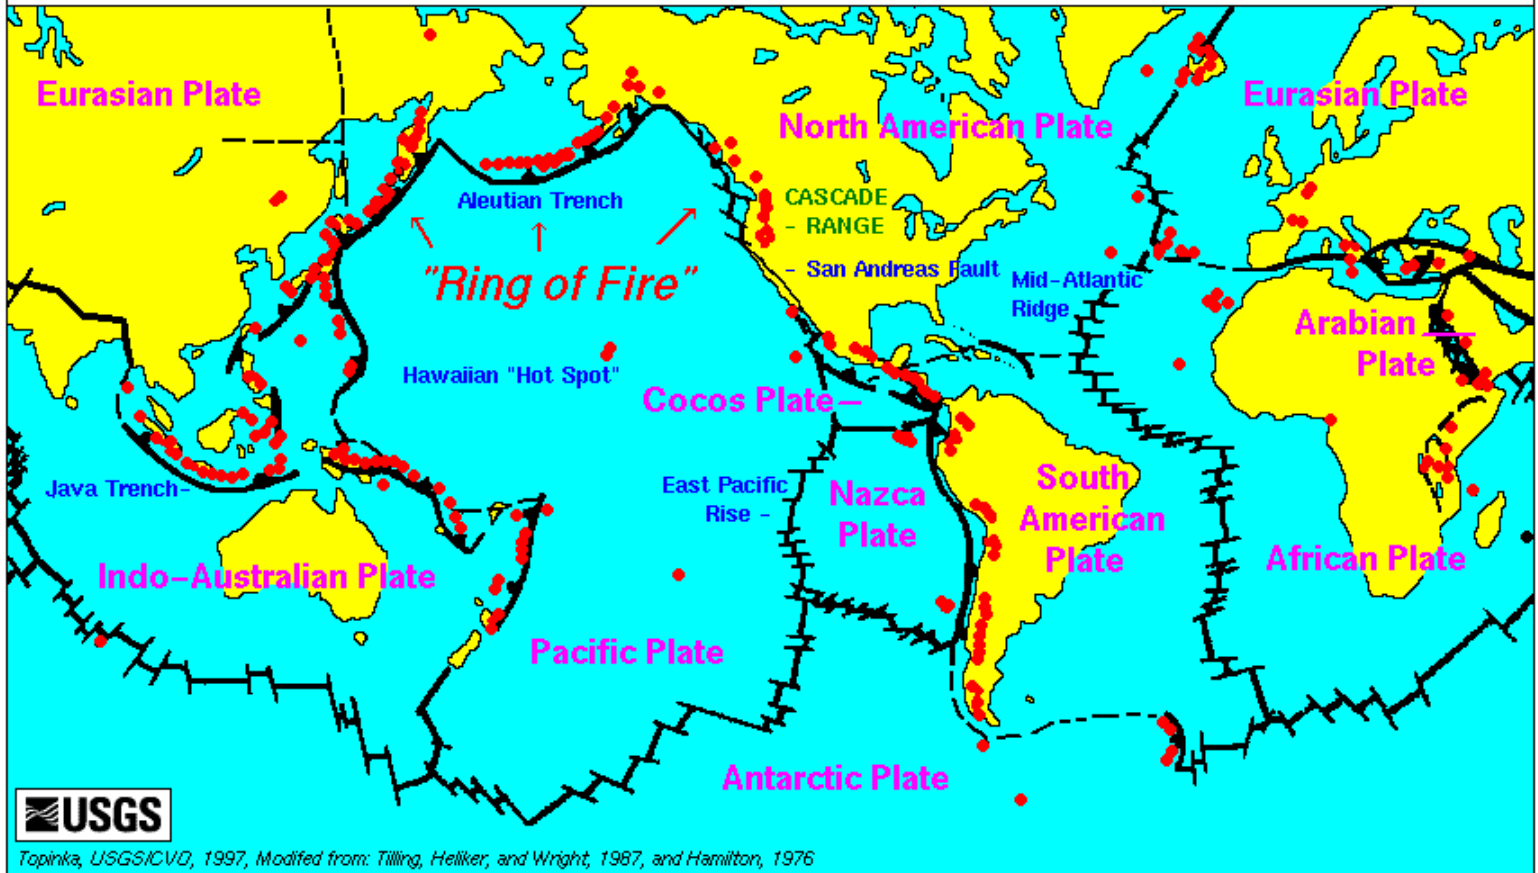 Eurasian Plate
Eurasian Plate
North American Plate
Aleutian Trench
CASCADE
- RANGE
"Ring of Fire"
- San Andreas Fault
Mid-Atlantic
Ridge
Arabian
Plate
Hawaiian "Hot Spot"
Cocos Plate
Java Trench-
East Pacific
Rise -
Nazca
Plate
South
American
Plate
Indo-Australian Plate
African Plate
Pacific Plate
Antarctic Plate
USGS
Topinka, USGS/CVO, 1997, Modifed from: Tilling, Heliker, and Wright, 1987, and Hamilton, 1976